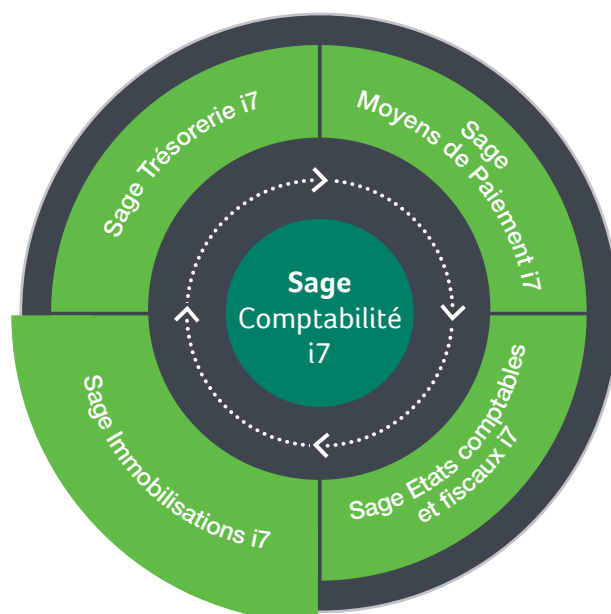 Sage Trésorerie i7
Sage
Moyens de Paiement i7
Sage
Comptabilité
i7
Sage Immobilisations i7
Sage Etats comptables
et fiscaux i7